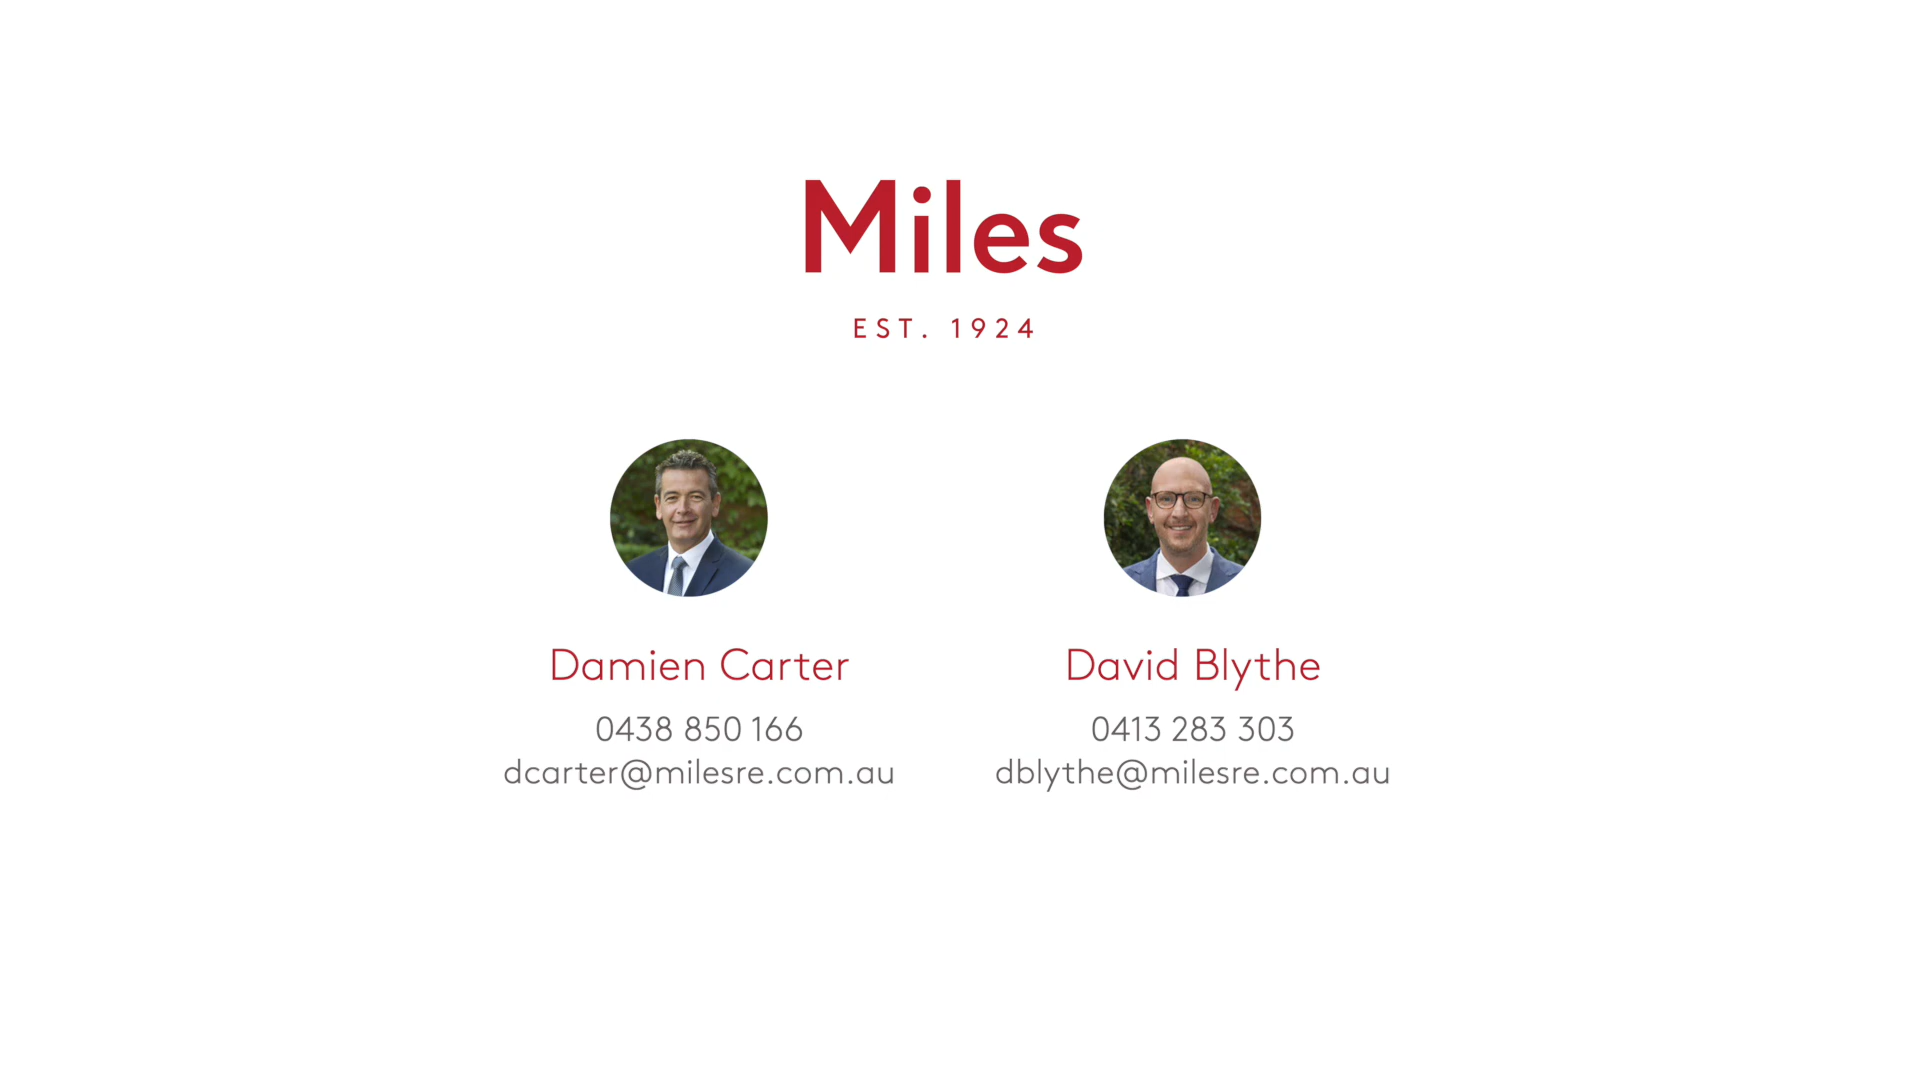 Miles
EST. 1924
Damien Carter
0438 850 166
dcarter@milesre.com.au
David Blythe
0413 283 303
dblythe@milesre.com.au